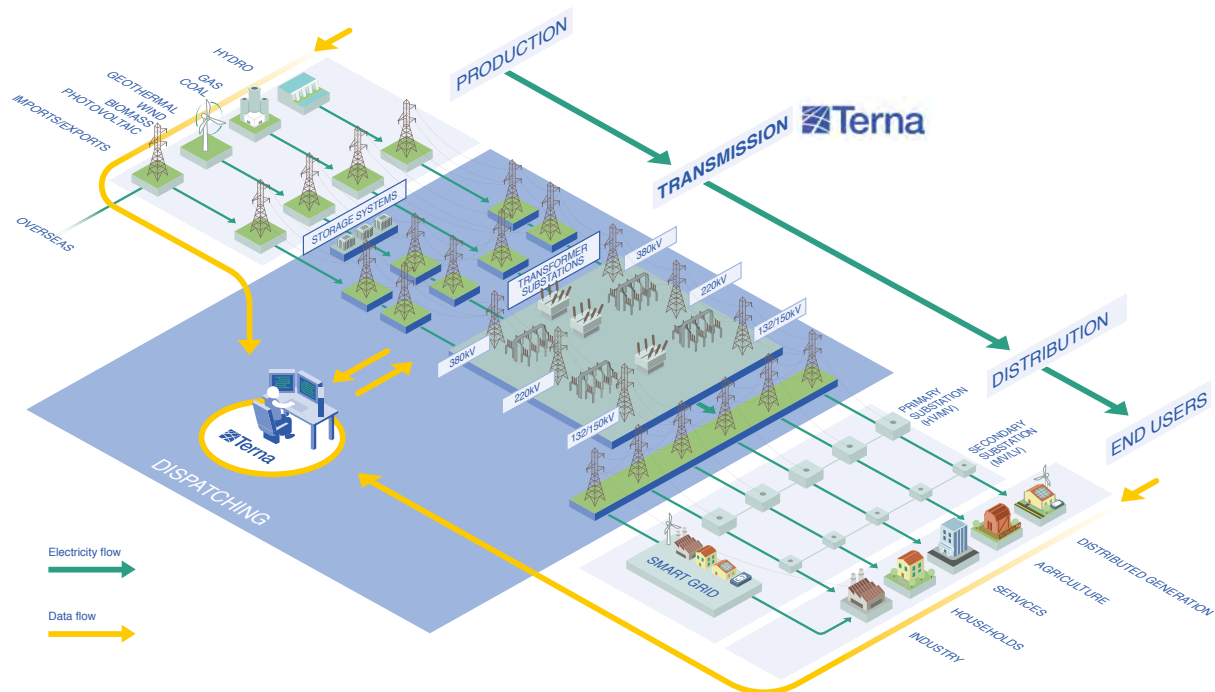 PRODUCTION
TRANSMISSION
Terna
DISTRIBUTION
END USERS
HYDRO
GAS
COAL
GEOTHERMAL
WIND
BIOMASS
PHOTOVOLTAIC
IMPORTS/EXPORTS
OVERSEAS
STORAGE SYSTEMS
TRANSFORMER
SUBSTATIONS
380kV
220kV
132/150kV
380kV
220kV
132/150kV
PRIMARY
SUBSTATION
(HV/MV)
SECONDARY
SUBSTATION
(MV/LV)
Terna
DISPATCHING
SMART GRID
DISTRIBUTED GENERATION
AGRICULTURE
SERVICES
HOUSEHOLDS
INDUSTRY
Electricity flow
Data flow